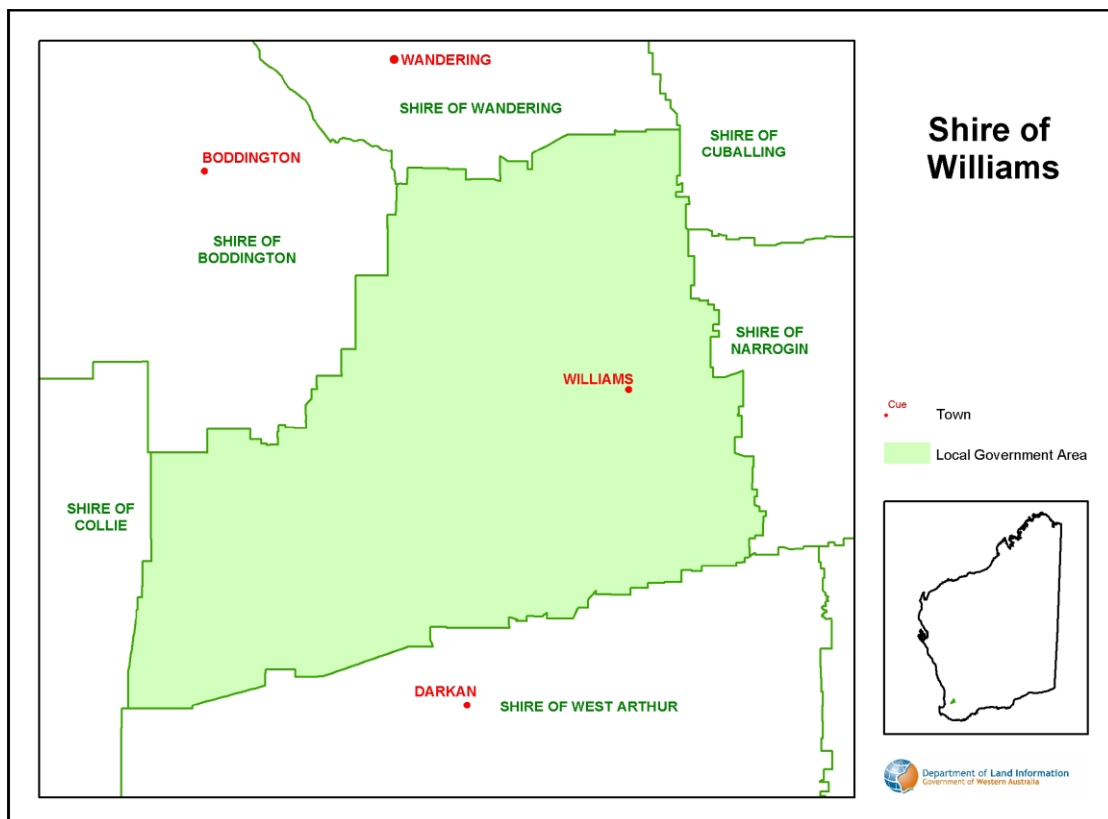 WANDERING
SHIRE OF WANDERING
SHIRE OF
CUBALLING
BODDINGTON
SHIRE OF
BODDINGTON
SHIRE OF
NARROGIN
WILLIAMS
SHIRE OF
COLLIE
DARKAN
SHIRE OF WEST ARTHUR
Shire of
Williams
Cue
Town
Local Government Area
Department of Land Information
Government of Western Australia